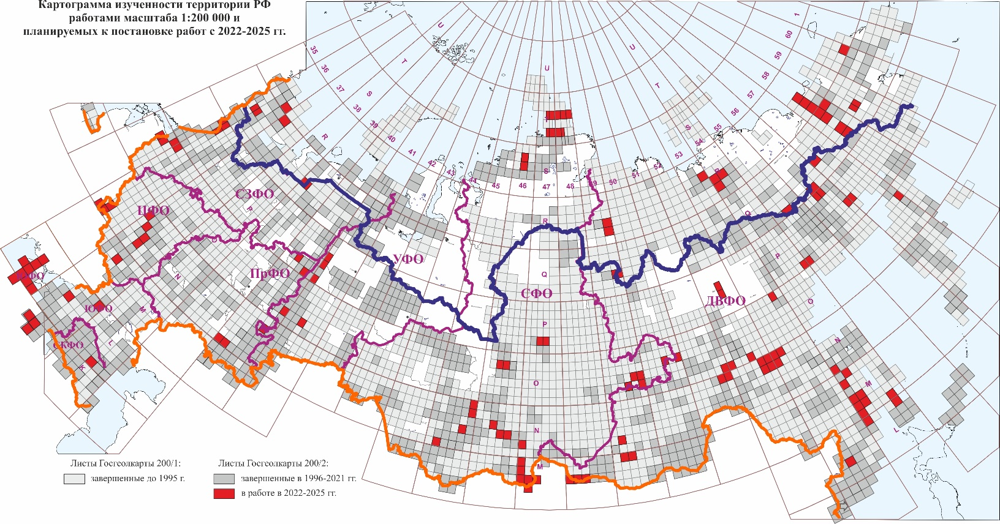 Картограмма изученности территории РФ
работами масштаба 1:200 000 и
планируемых к постановке работ с 2022-2025 гг.
35
36
37
38
39
40
41
42
43
44
45
46
47
48
49
50
51
52
53
54
55
56
57
58
59
60
1
U
T
S
R
U
S
R
Q
P
O
N
M
U
T
S
R
Q
P
O
N
M
L
P
O
N
M
L
K
СЗФО
ЦФО
ПрФО
УФО
СФО
ДВФО
ЮФО
СКФО
Листы Госгеолкарты 200/1:
завершенные до 1995 г.
Листы Госгеолкарты 200/2:
завершенные в 1996-2021 гг.
в работе в 2022-2025 гг.